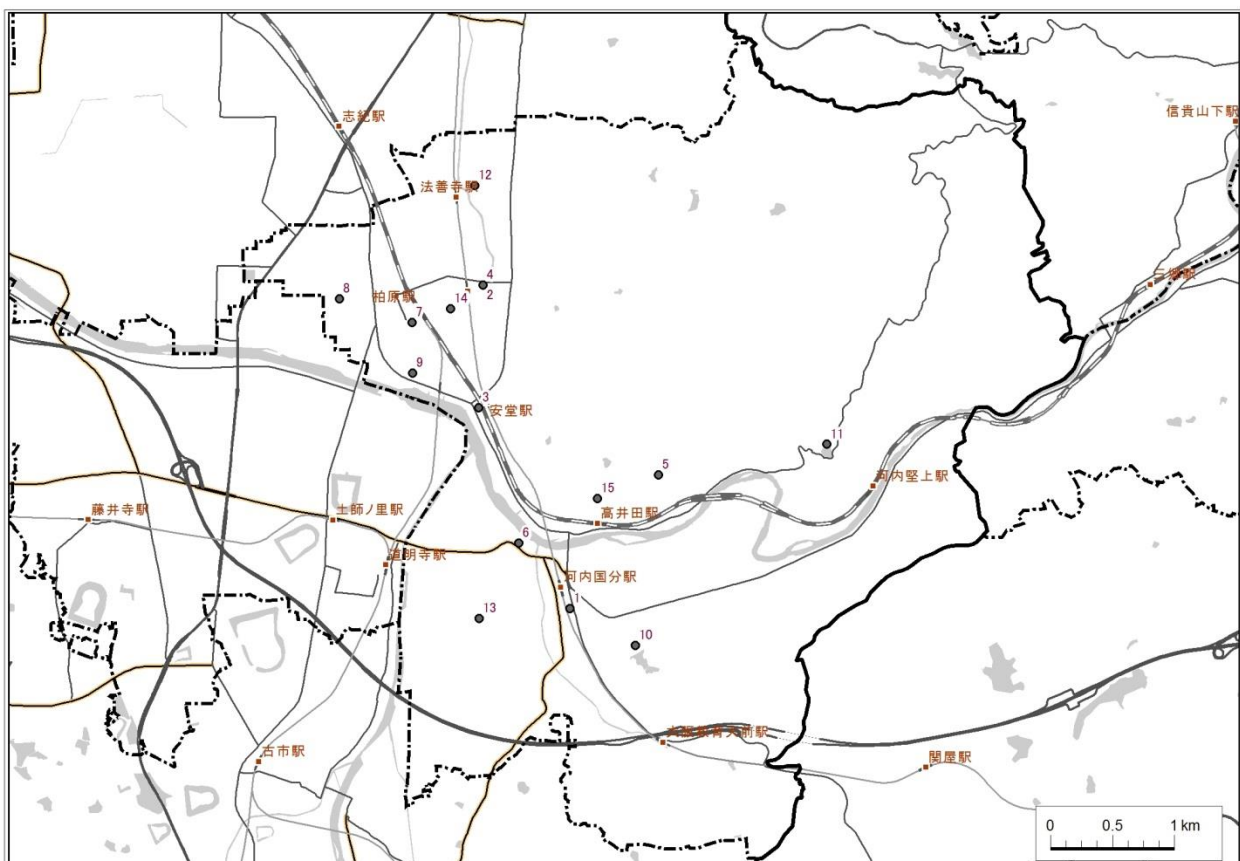 志紀駅
信貴山下駅
法善寺駅
12
三郷駅
4
8
柏原駅
14
2
7
9
3
安堂駅
11
5
河内堅上駅
15
藤井寺駅
土師ノ里駅
高井田駅
6
道明寺駅
河内国分駅
1
13
10
大阪教育大前駅
古市駅
関屋駅
0 0.5 1 km